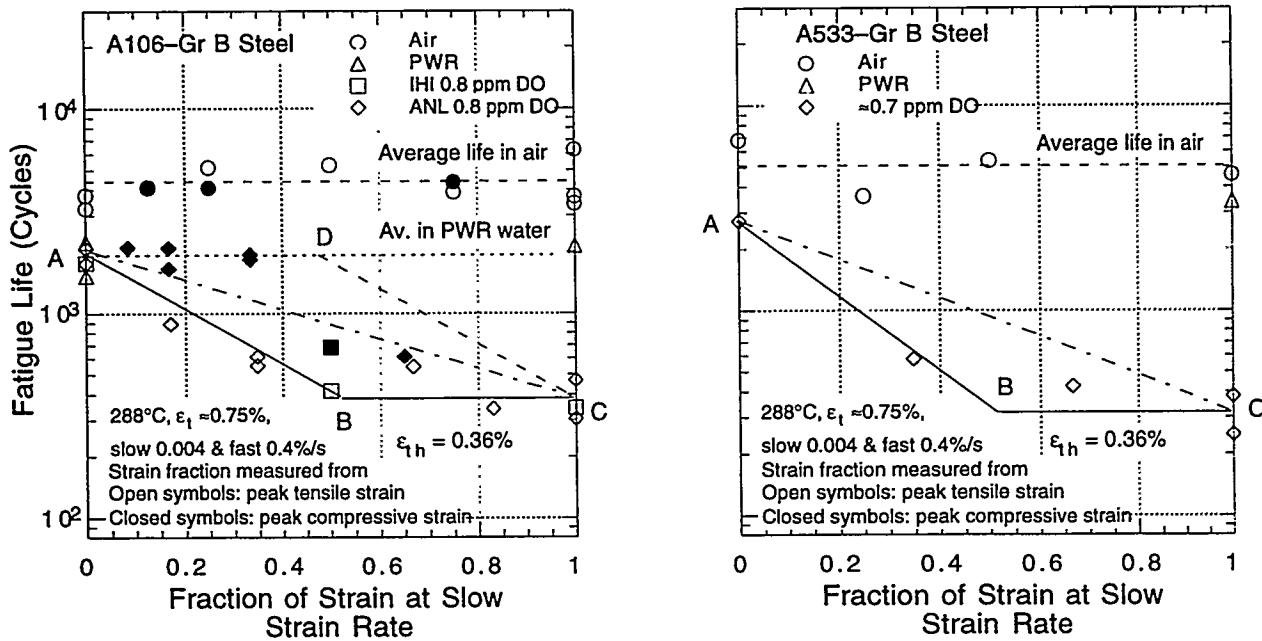 A106–Gr B Steel
Air
PWR
IHI 0.8 ppm DO
ANL 0.8 ppm DO
10⁴
Average life in air
Av. in PWR water
D
A
10³
B
C
288°C, εt ≈0.75%,
slow 0.004 & fast 0.4%/s
εth = 0.36%
Strain fraction measured from
Open symbols: peak tensile strain
Closed symbols: peak compressive strain
10²
Fatigue Life (Cycles)
0 0.2 0.4 0.6 0.8 1
Fraction of Strain at Slow
Strain Rate
A533–Gr B Steel
Air
PWR
≈0.7 ppm DO
Average life in air
A
B
C
288°C, εt ≈0.75%,
slow 0.004 & fast 0.4%/s
εth = 0.36%
Strain fraction measured from
Open symbols: peak tensile strain
Closed symbols: peak compressive strain
0 0.2 0.4 0.6 0.8 1
Fraction of Strain at Slow
Strain Rate